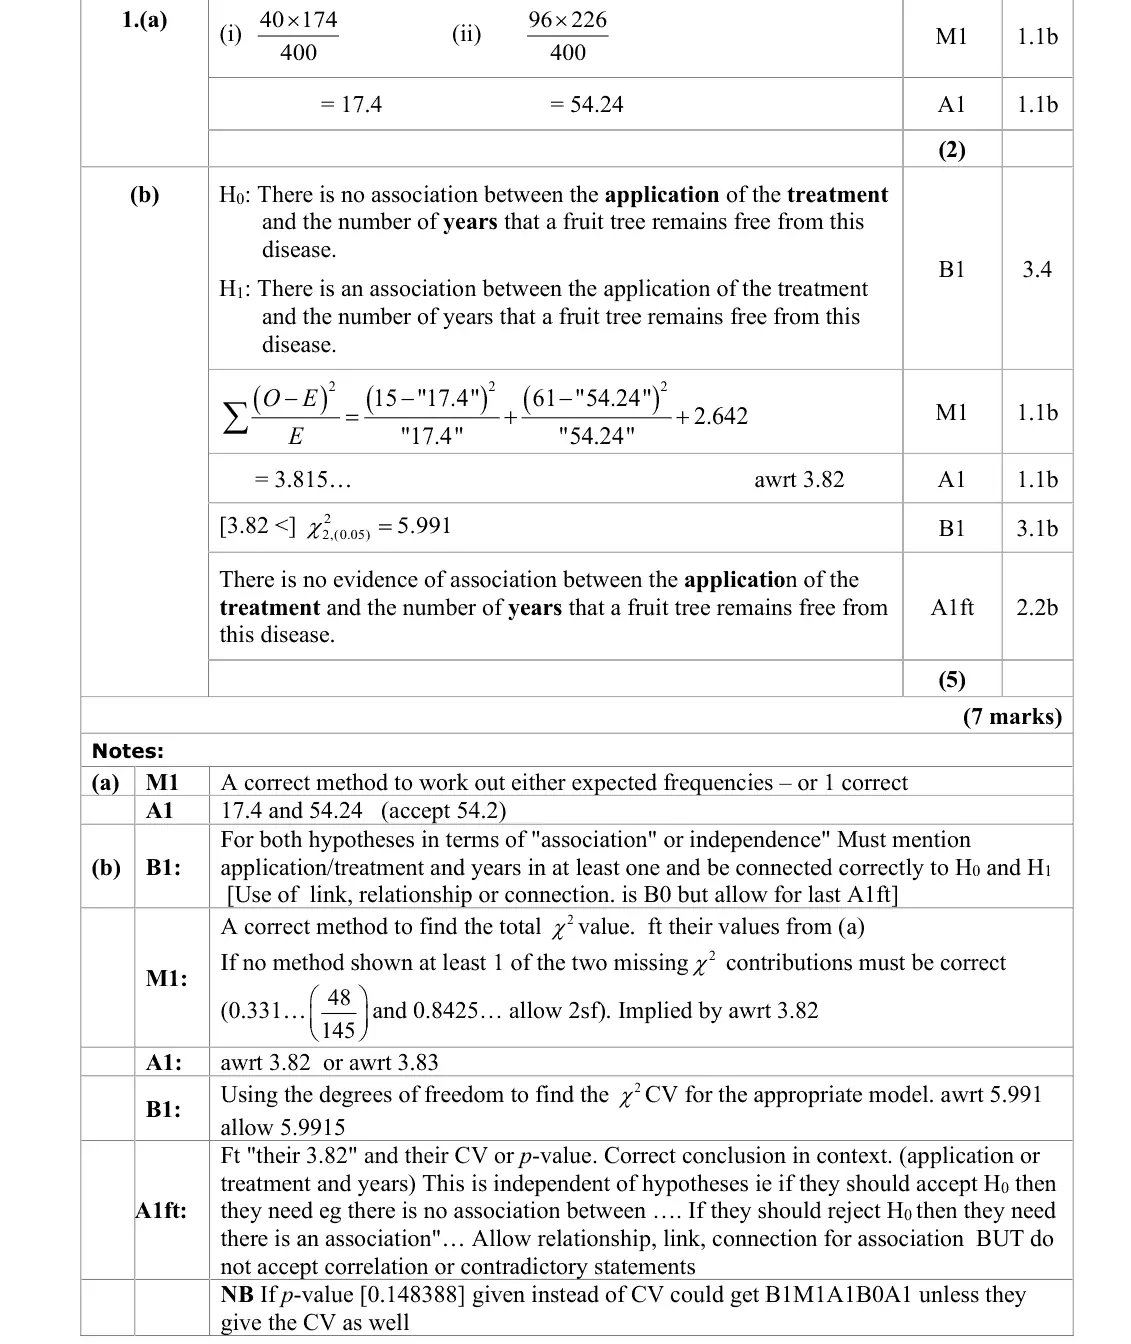 1.(a) (i) 40×174/400 (ii) 96×226/400 M1 1.1b
= 17.4 = 54.24 A1 1.1b
(2)
(b) H₀: There is no association between the application of the treatment
and the number of years that a fruit tree remains free from this
disease.
B1 3.4
H₁: There is an association between the application of the treatment
and the number of years that a fruit tree remains free from this
disease.
∑(O − E)²/E = (15 − "17.4")²/"17.4" + (61 − "54.24")²/"54.24" + 2.642 M1 1.1b
= 3.815… awrt 3.82 A1 1.1b
[3.82 <] χ²₂,(0.05) = 5.991 B1 3.1b
There is no evidence of association between the application of the
treatment and the number of years that a fruit tree remains free from A1ft 2.2b
this disease.
(5)
(7 marks)
Notes:
(a) M1 A correct method to work out either expected frequencies – or 1 correct
A1 17.4 and 54.24 (accept 54.2)
For both hypotheses in terms of "association" or independence" Must mention
(b) B1: application/treatment and years in at least one and be connected correctly to H₀ and H₁
[Use of link, relationship or connection. is B0 but allow for last A1ft]
A correct method to find the total χ² value. ft their values from (a)
M1: If no method shown at least 1 of the two missing χ² contributions must be correct
(0.331…(48/145) and 0.8425… allow 2sf). Implied by awrt 3.82
A1: awrt 3.82 or awrt 3.83
B1: Using the degrees of freedom to find the χ² CV for the appropriate model. awrt 5.991
allow 5.9915
Ft "their 3.82" and their CV or p-value. Correct conclusion in context. (application or
treatment and years) This is independent of hypotheses ie if they should accept H₀ then
A1ft: they need eg there is no association between …. If they should reject H₀ then they need
there is an association"… Allow relationship, link, connection for association BUT do
not accept correlation or contradictory statements
NB If p-value [0.148388] given instead of CV could get B1M1A1B0A1 unless they
give the CV as well